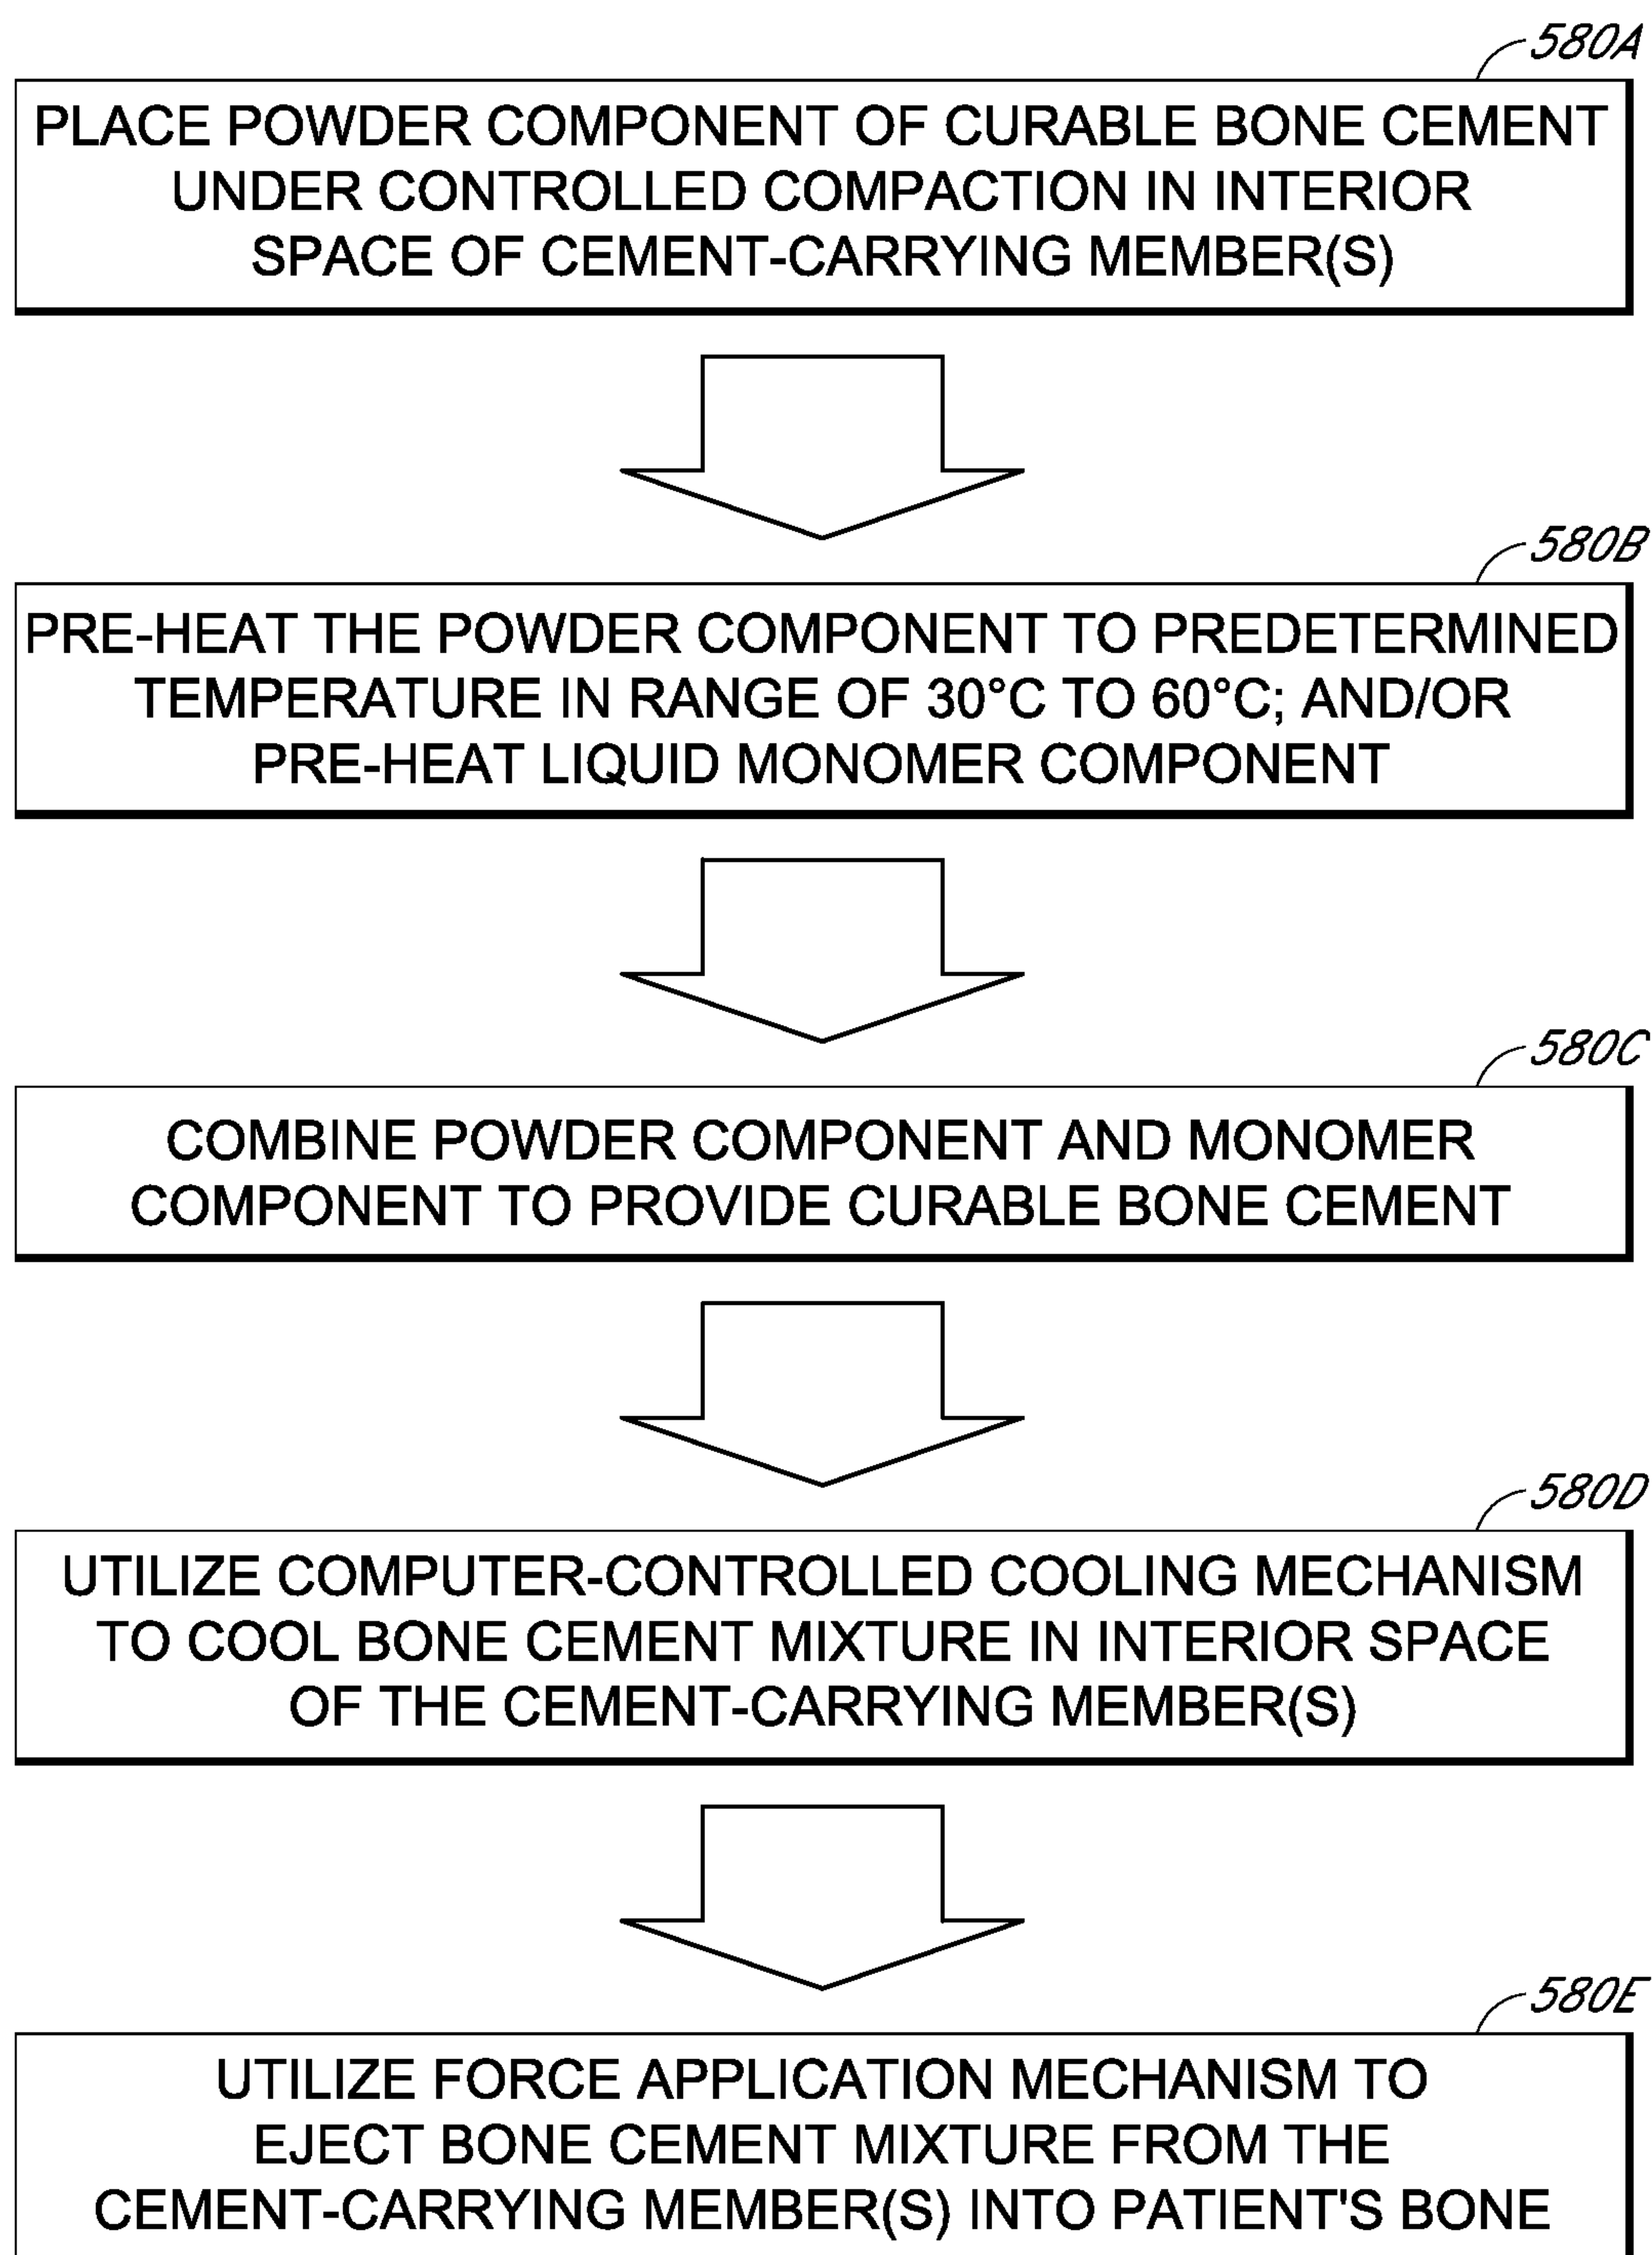 580A
PLACE POWDER COMPONENT OF CURABLE BONE CEMENT
UNDER CONTROLLED COMPACTION IN INTERIOR
SPACE OF CEMENT-CARRYING MEMBER(S)
580B
PRE-HEAT THE POWDER COMPONENT TO PREDETERMINED
TEMPERATURE IN RANGE OF 30°C TO 60°C; AND/OR
PRE-HEAT LIQUID MONOMER COMPONENT
580C
COMBINE POWDER COMPONENT AND MONOMER
COMPONENT TO PROVIDE CURABLE BONE CEMENT
580D
UTILIZE COMPUTER-CONTROLLED COOLING MECHANISM
TO COOL BONE CEMENT MIXTURE IN INTERIOR SPACE
OF THE CEMENT-CARRYING MEMBER(S)
580E
UTILIZE FORCE APPLICATION MECHANISM TO
EJECT BONE CEMENT MIXTURE FROM THE
CEMENT-CARRYING MEMBER(S) INTO PATIENT'S BONE